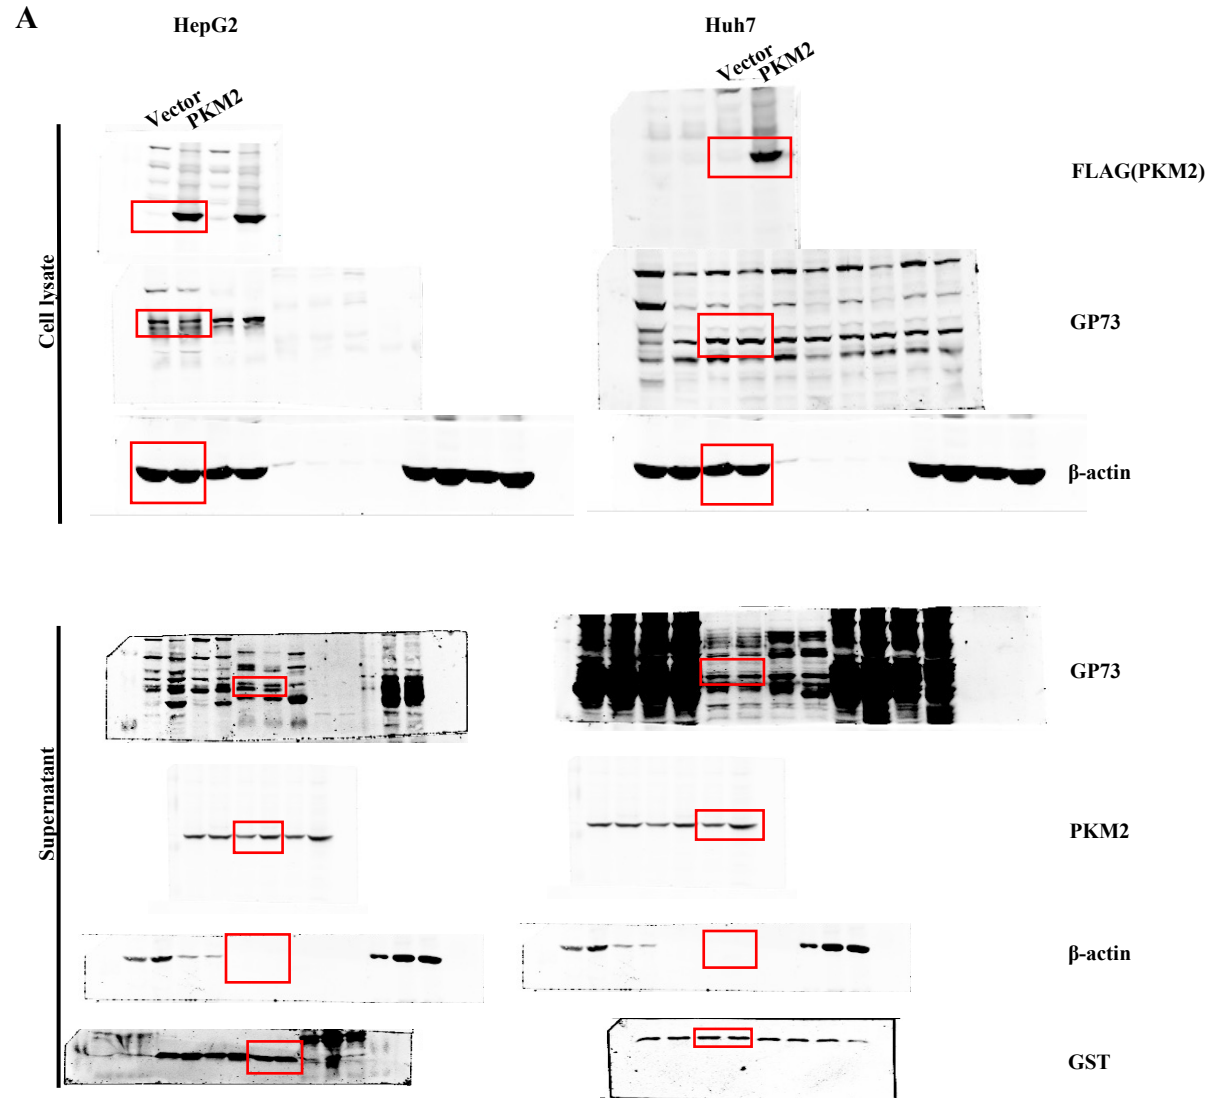 A
HepG2
Huh7
Vector
PKM2
Vector
PKM2
Cell lysate
FLAG(PKM2)
GP73
β-actin
Supernatant
GP73
PKM2
β-actin
GST